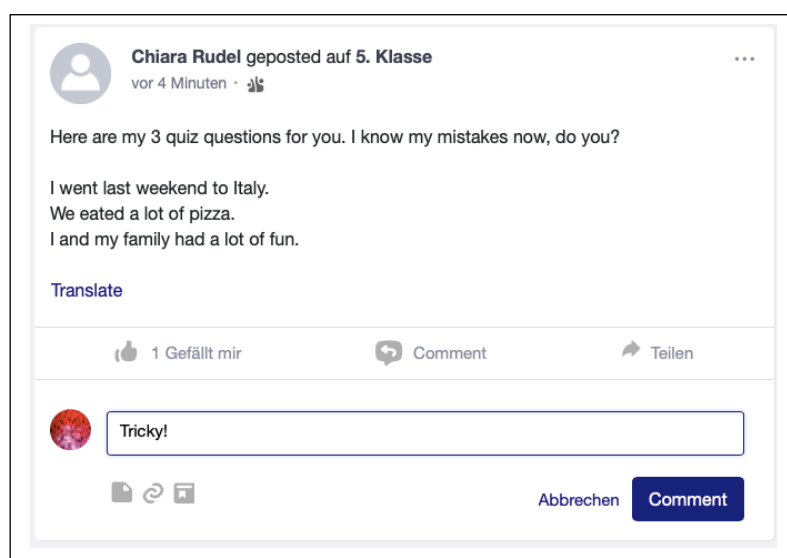 Chiara Rudel geposted auf 5. Klasse
vor 4 Minuten ·
Here are my 3 quiz questions for you. I know my mistakes now, do you?
I went last weekend to Italy.
We eated a lot of pizza.
I and my family had a lot of fun.
Translate
1 Gefällt mir Comment Teilen
Tricky!
Abbrechen Comment